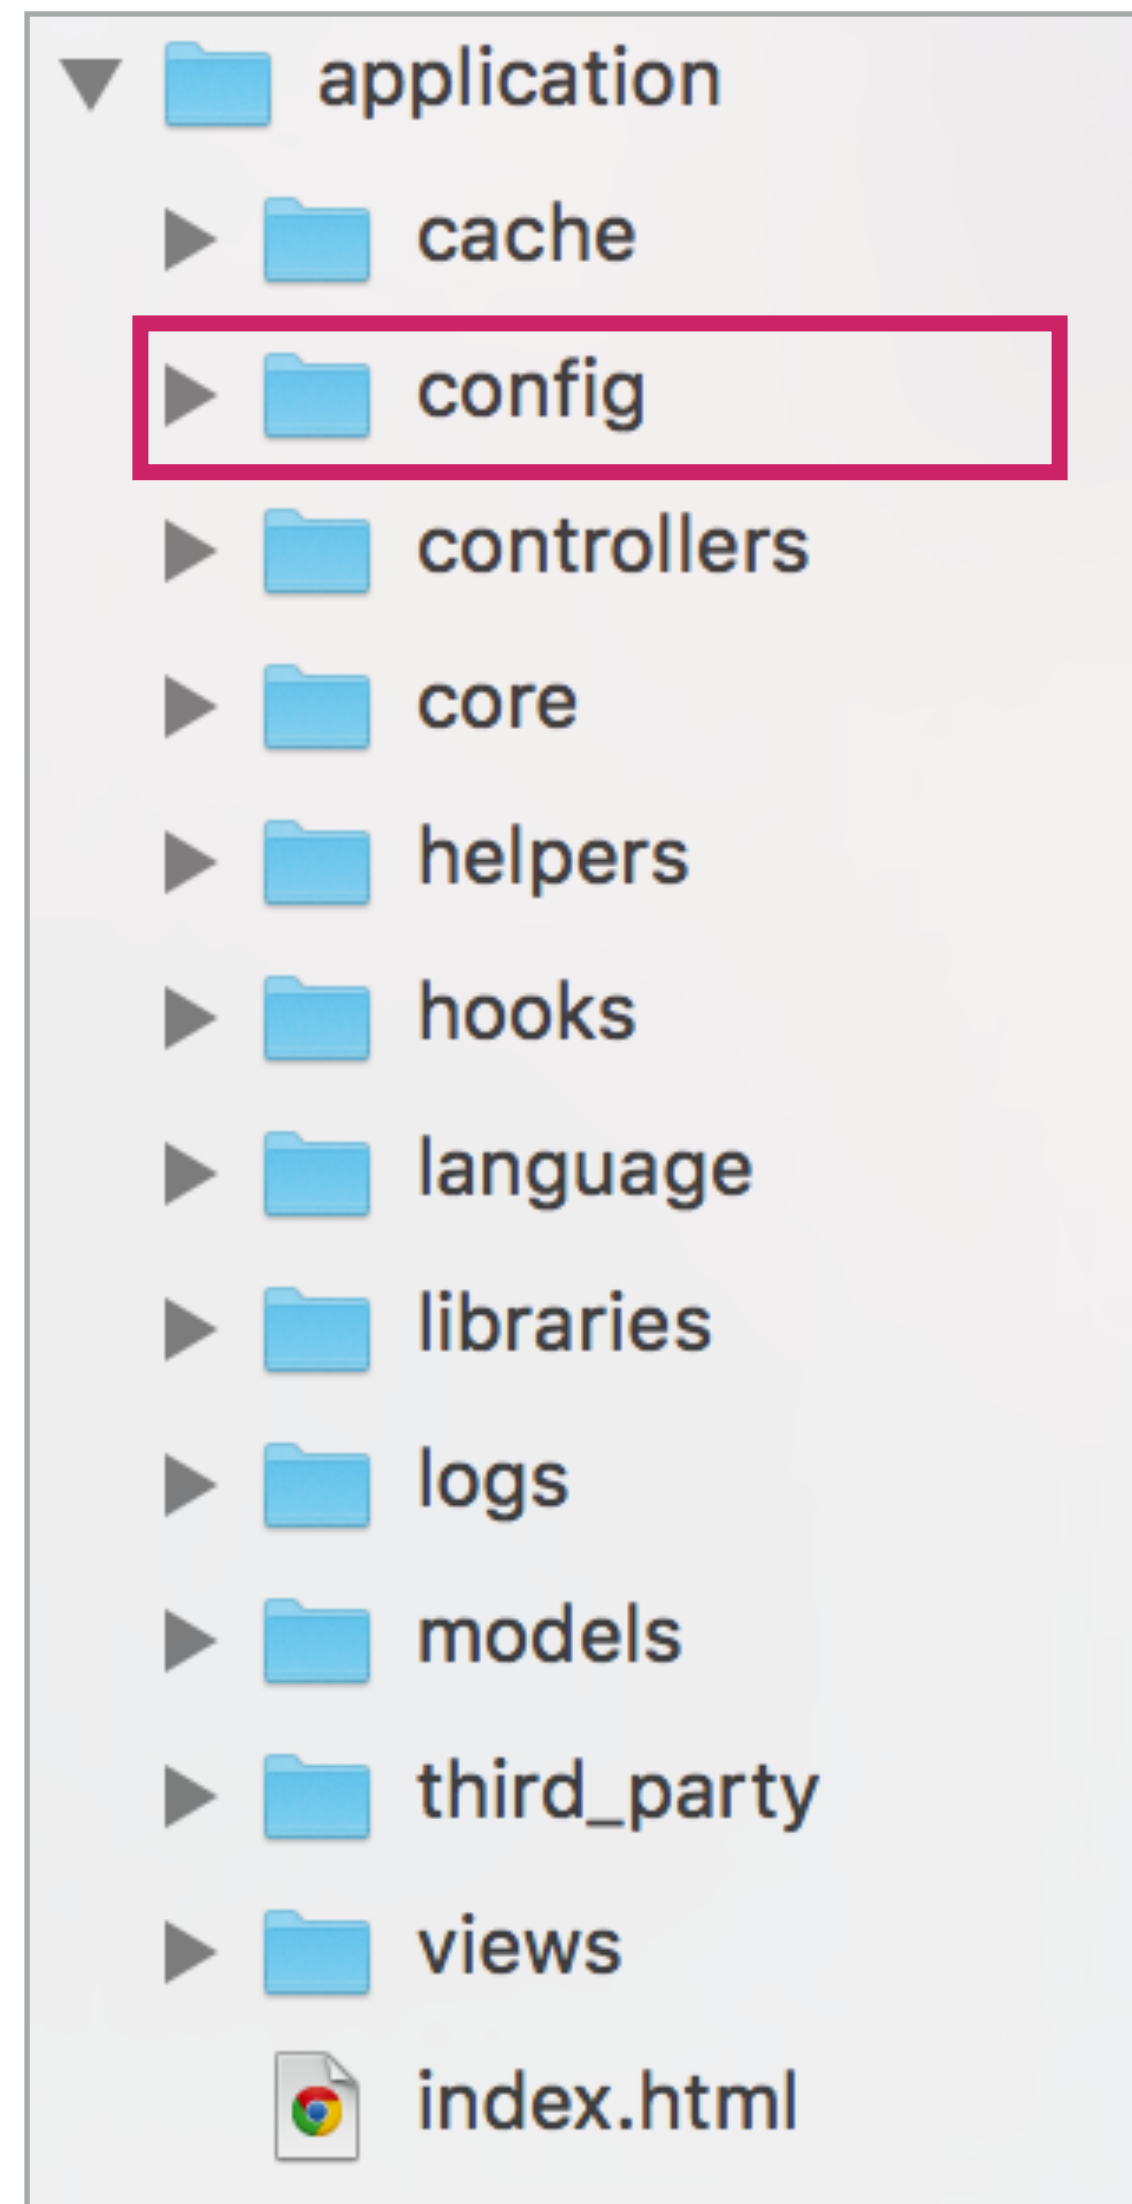 application
cache
config
controllers
core
helpers
hooks
language
libraries
logs
models
third_party
views
index.html